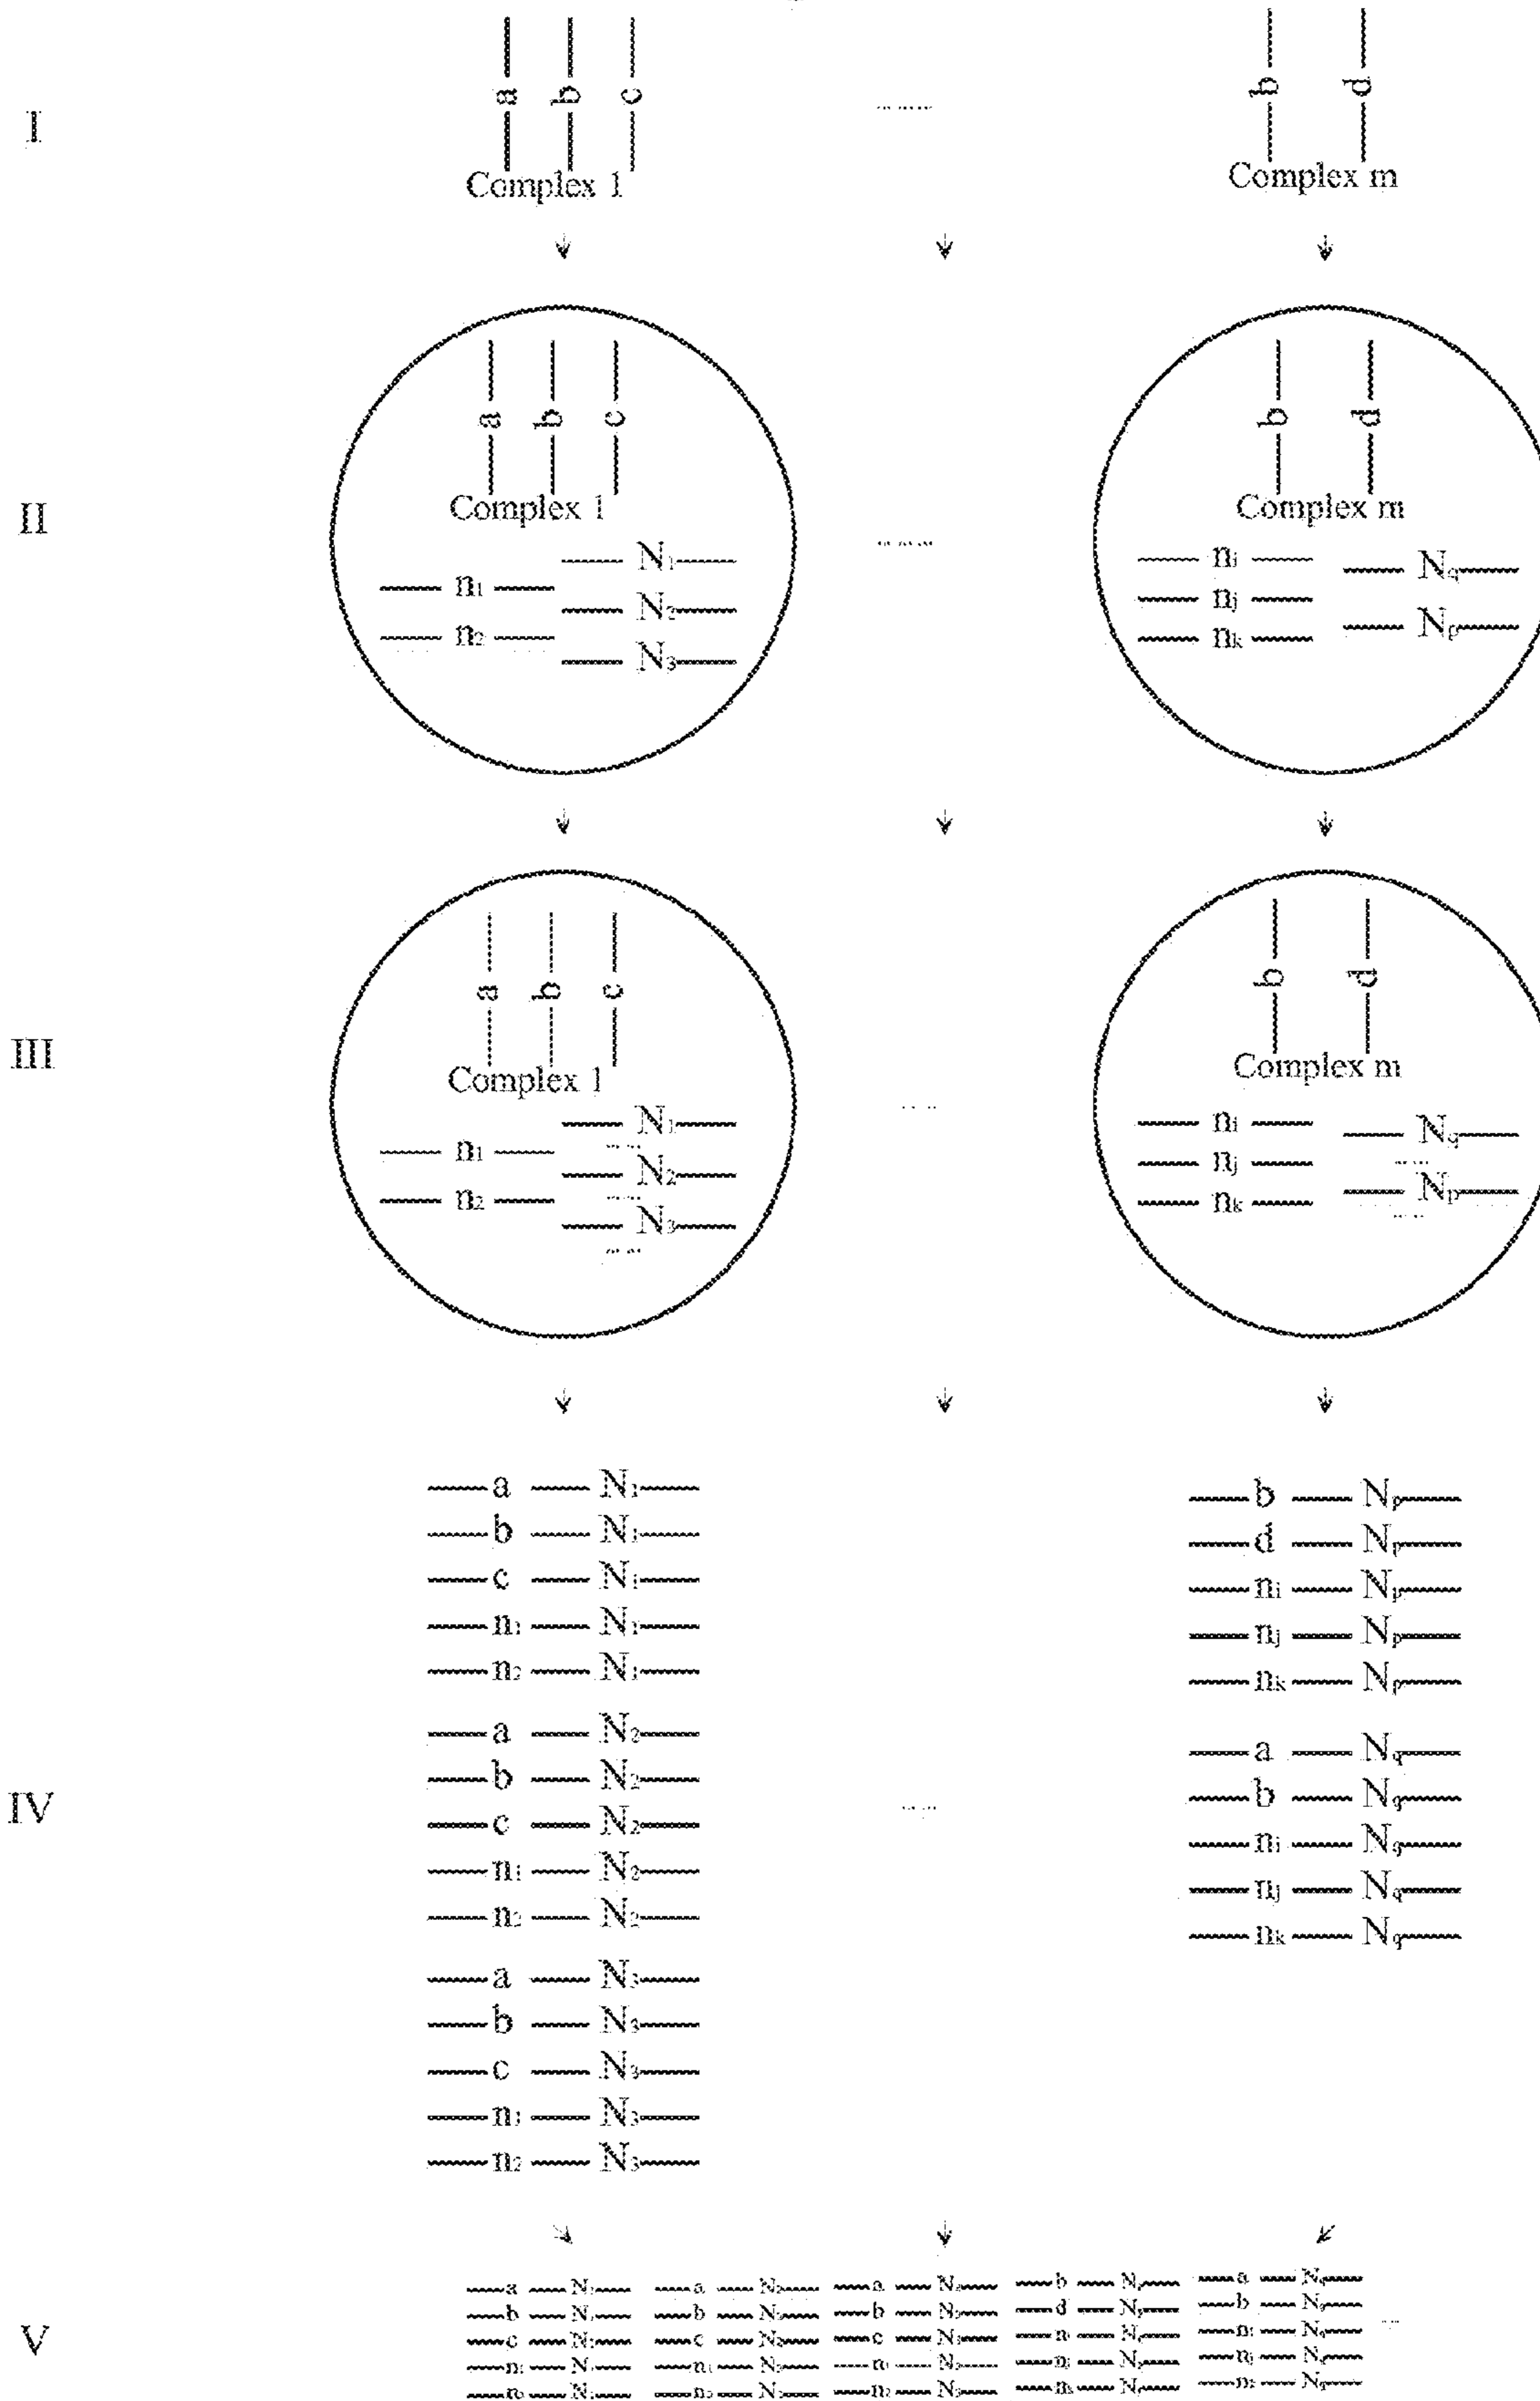 I
a b c
Complex 1
b d
Complex m
II
a b c
Complex 1
n1
n2
N1
N2
N3
b d
Complex m
ni
nj
nk
Nq
Np
III
a b c
Complex 1
n1
n2
N1
N2
N3
b d
Complex m
ni
nj
nk
Nq
Np
IV
a N1
b N1
c N1
n1 N1
n2 N1
a N2
b N2
c N2
n1 N2
n2 N2
a N3
b N3
c N3
n1 N3
n2 N3
b Np
d Np
ni Np
nj Np
nk Np
a Nq
b Nq
ni Nq
nj Nq
nk Nq
V